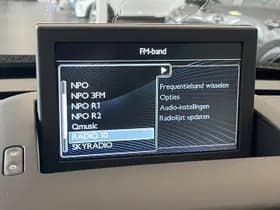 FM-band
NPO
NPO 3FM
NPO R1
NPO R2
Qmusic
RADIO 10
SKYRADIO
Frequentieband wisselen
Opties
Audio-instellingen
Radiolijst updaten